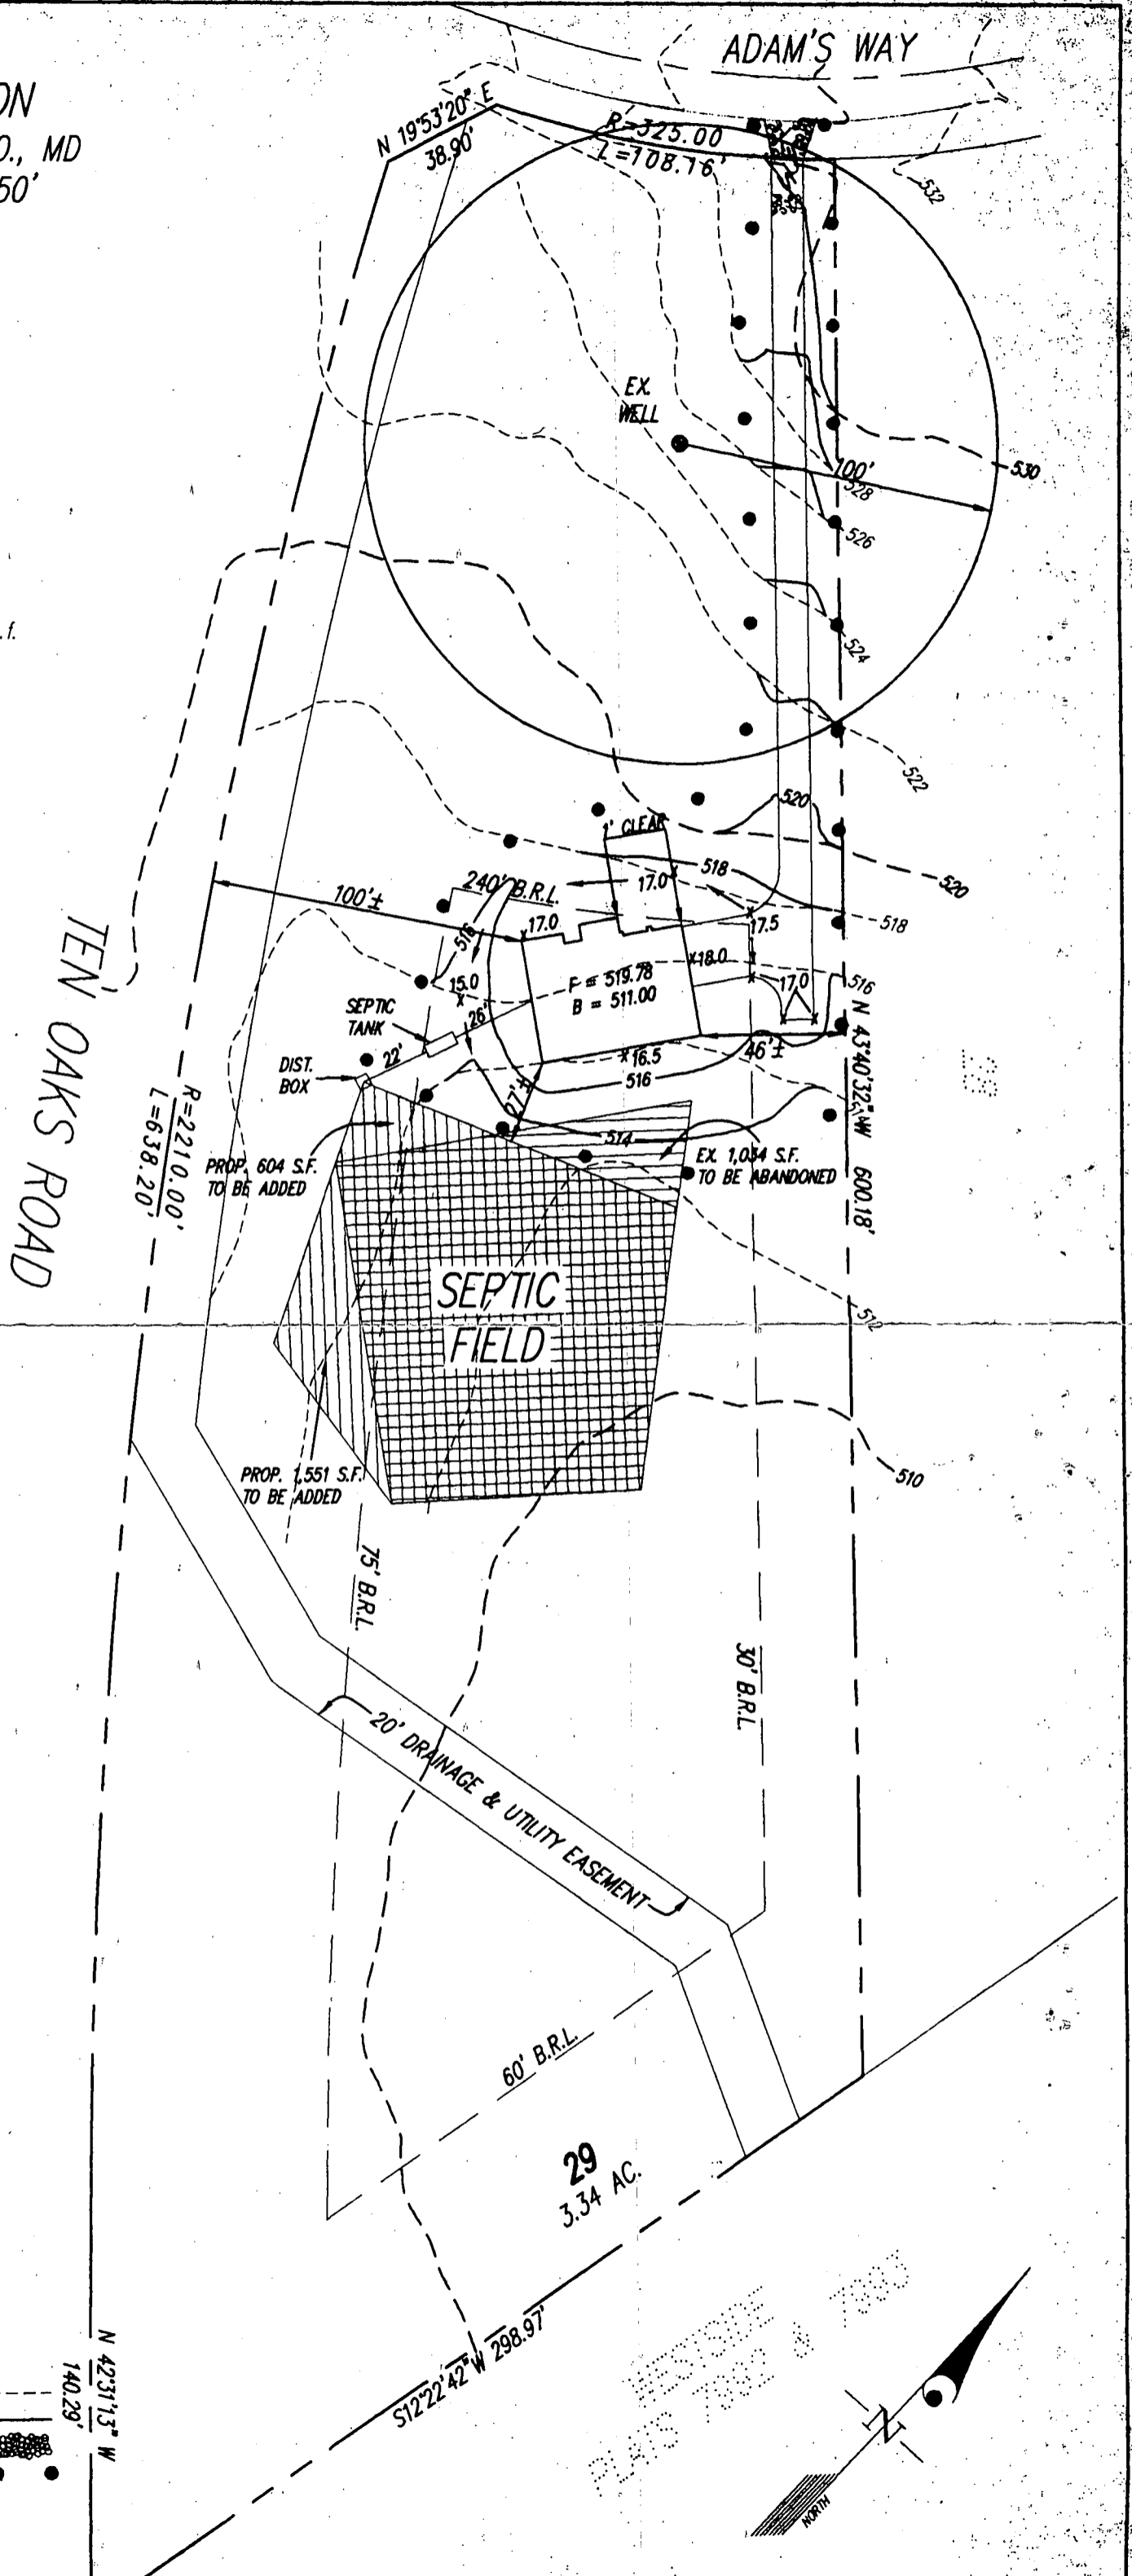 ADAM'S WAY
ON
O., MD
50'
N 19°53'20" E
38.90'
R=325.00
L=108.16'
532
EX.
WELL
100'
530
528
526
s.f.
524
522
520
1' CLEAR
518
520
240' B.R.L.
17.0
100'±
17.0
17.5
518
516
18.0
15.0
F = 519.78
B = 511.00
17.0
516
SEPTIC
TANK
26'
22'
DIST.
BOX
16.5
46'±
516
N 43°40'32" W 600.18'
TEN OAKS ROAD
R=2210.00'
L=638.20'
514
PROP. 604 S.F.
TO BE ADDED
EX. 1,034 S.F.
TO BE ABANDONED
SEPTIC
FIELD
512
PROP. 1,551 S.F.
TO BE ADDED
510
75' B.R.L.
30' B.R.L.
20' DRAINAGE & UTILITY EASEMENT
60' B.R.L.
29
3.34 AC.
S12°22'42" W 298.97'
WESTSIDE
PLATS 7992 & 7993
N 42°31'13" W
140.29'
N
NORTH